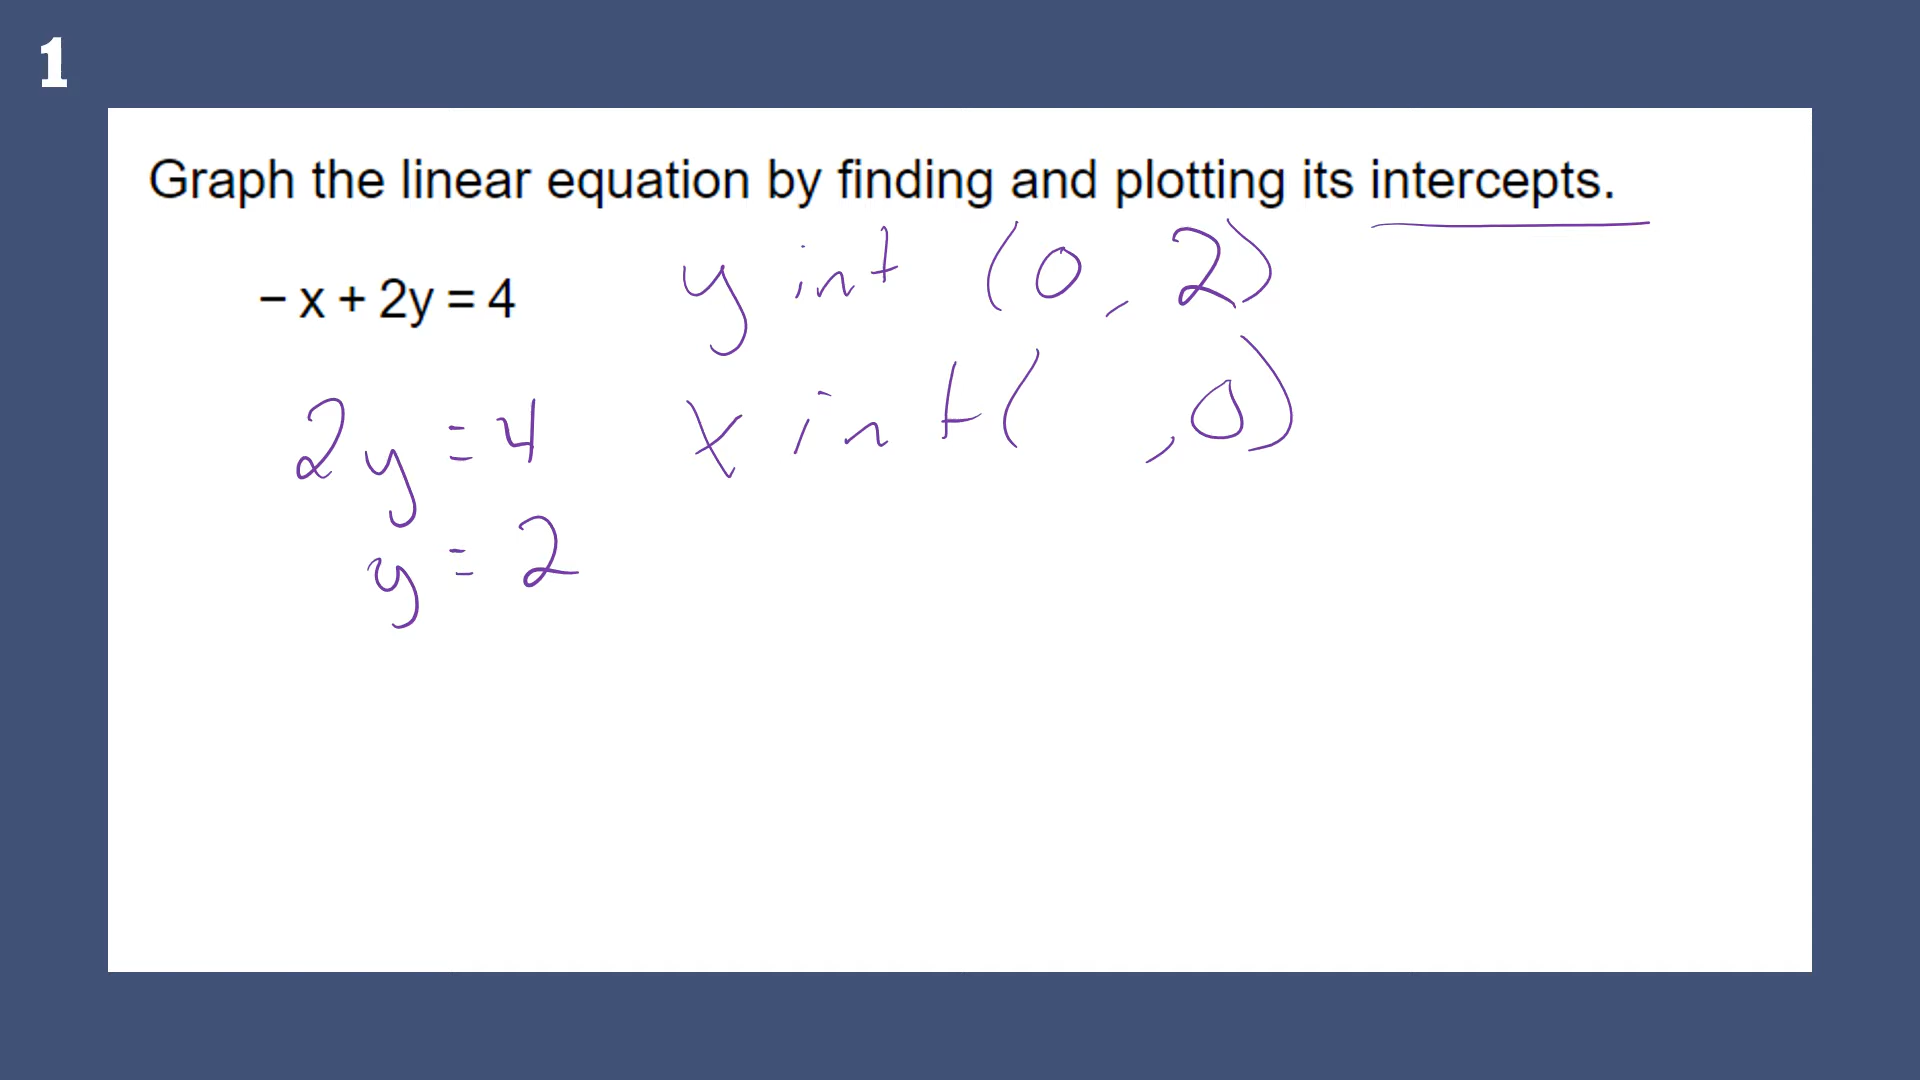 1
Graph the linear equation by finding and plotting its intercepts.
− x + 2y = 4
y int (0, 2)
x int ( , 0)
2y = 4
y = 2